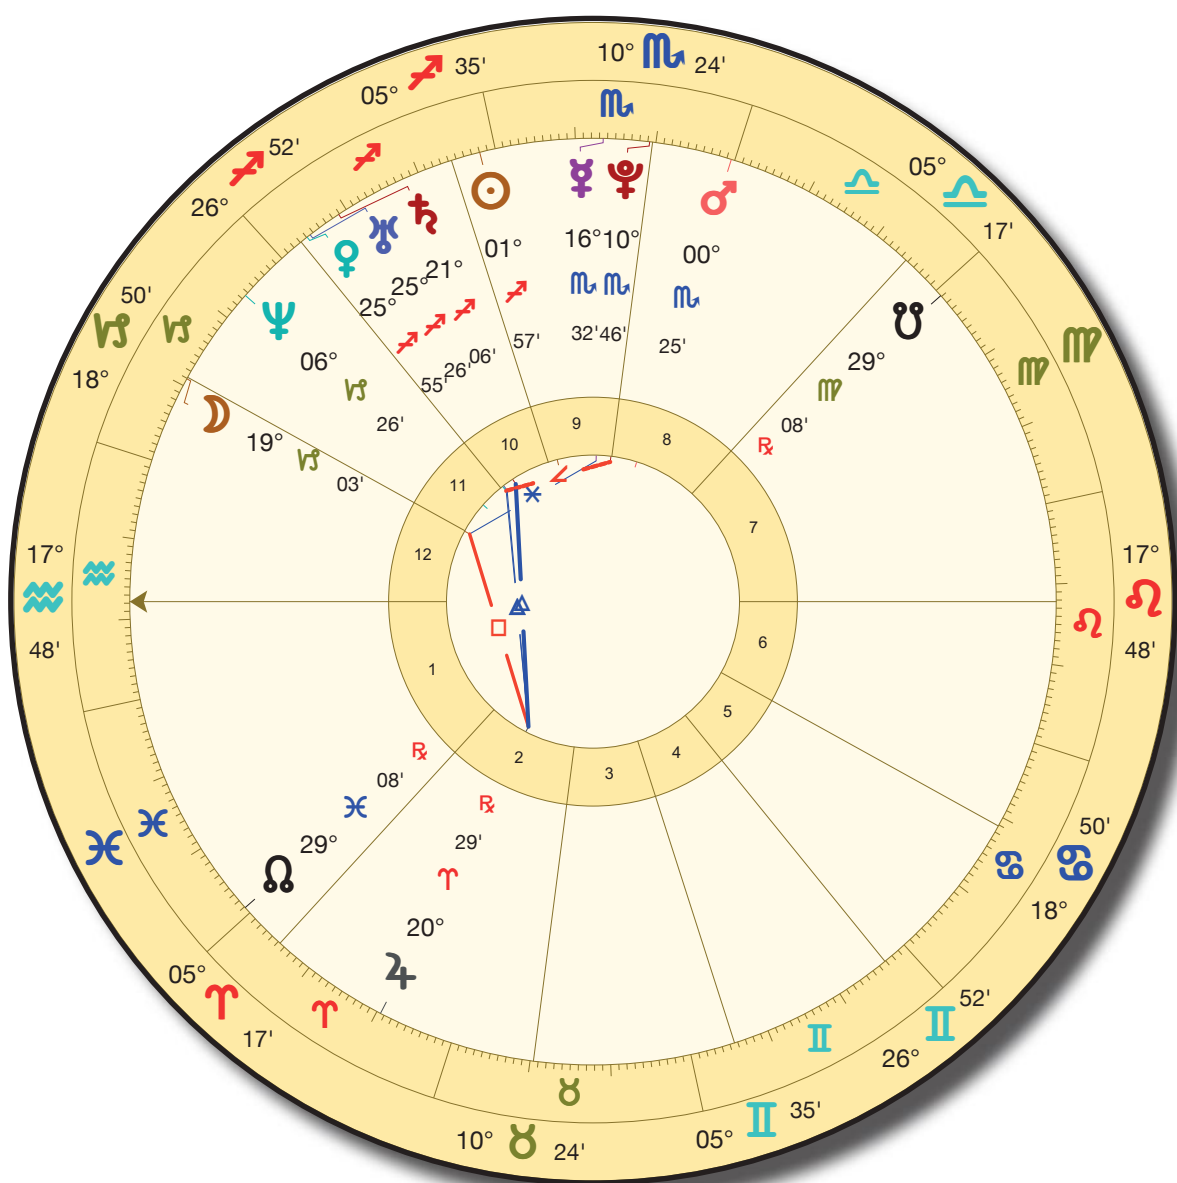 10° ♏ 24'
05° ♐ 35'
♏
26° ♐ 52'
♐
05° ♎ 17'
♎
18° ♑ 50'
♑
♍
♍
17° ♒ 48'
♒
17° ♌ 48'
♌
♓
♓
18° ♋ 50'
♋
05° ♈ 17'
♈
26° ♊ 52'
♊
10° ♉ 24'
♉
05° ♊ 35'
☉ 01° ♐ 57'
☿ 16° ♏ 32'
♇ 10° ♏ 46'
♂ 00° ♏ 25'
♄ 21° ♐ 06'
♅ 25° ♐ 26'
♀ 25° ♐ 55'
♆ 06° ♑ 26'
☽ 19° ♑ 03'
☋ 29° ♍ 08' ℞
☊ 29° ♓ 08' ℞
♃ 20° ♈ 29' ℞
1
2
3
4
5
6
7
8
9
10
11
12